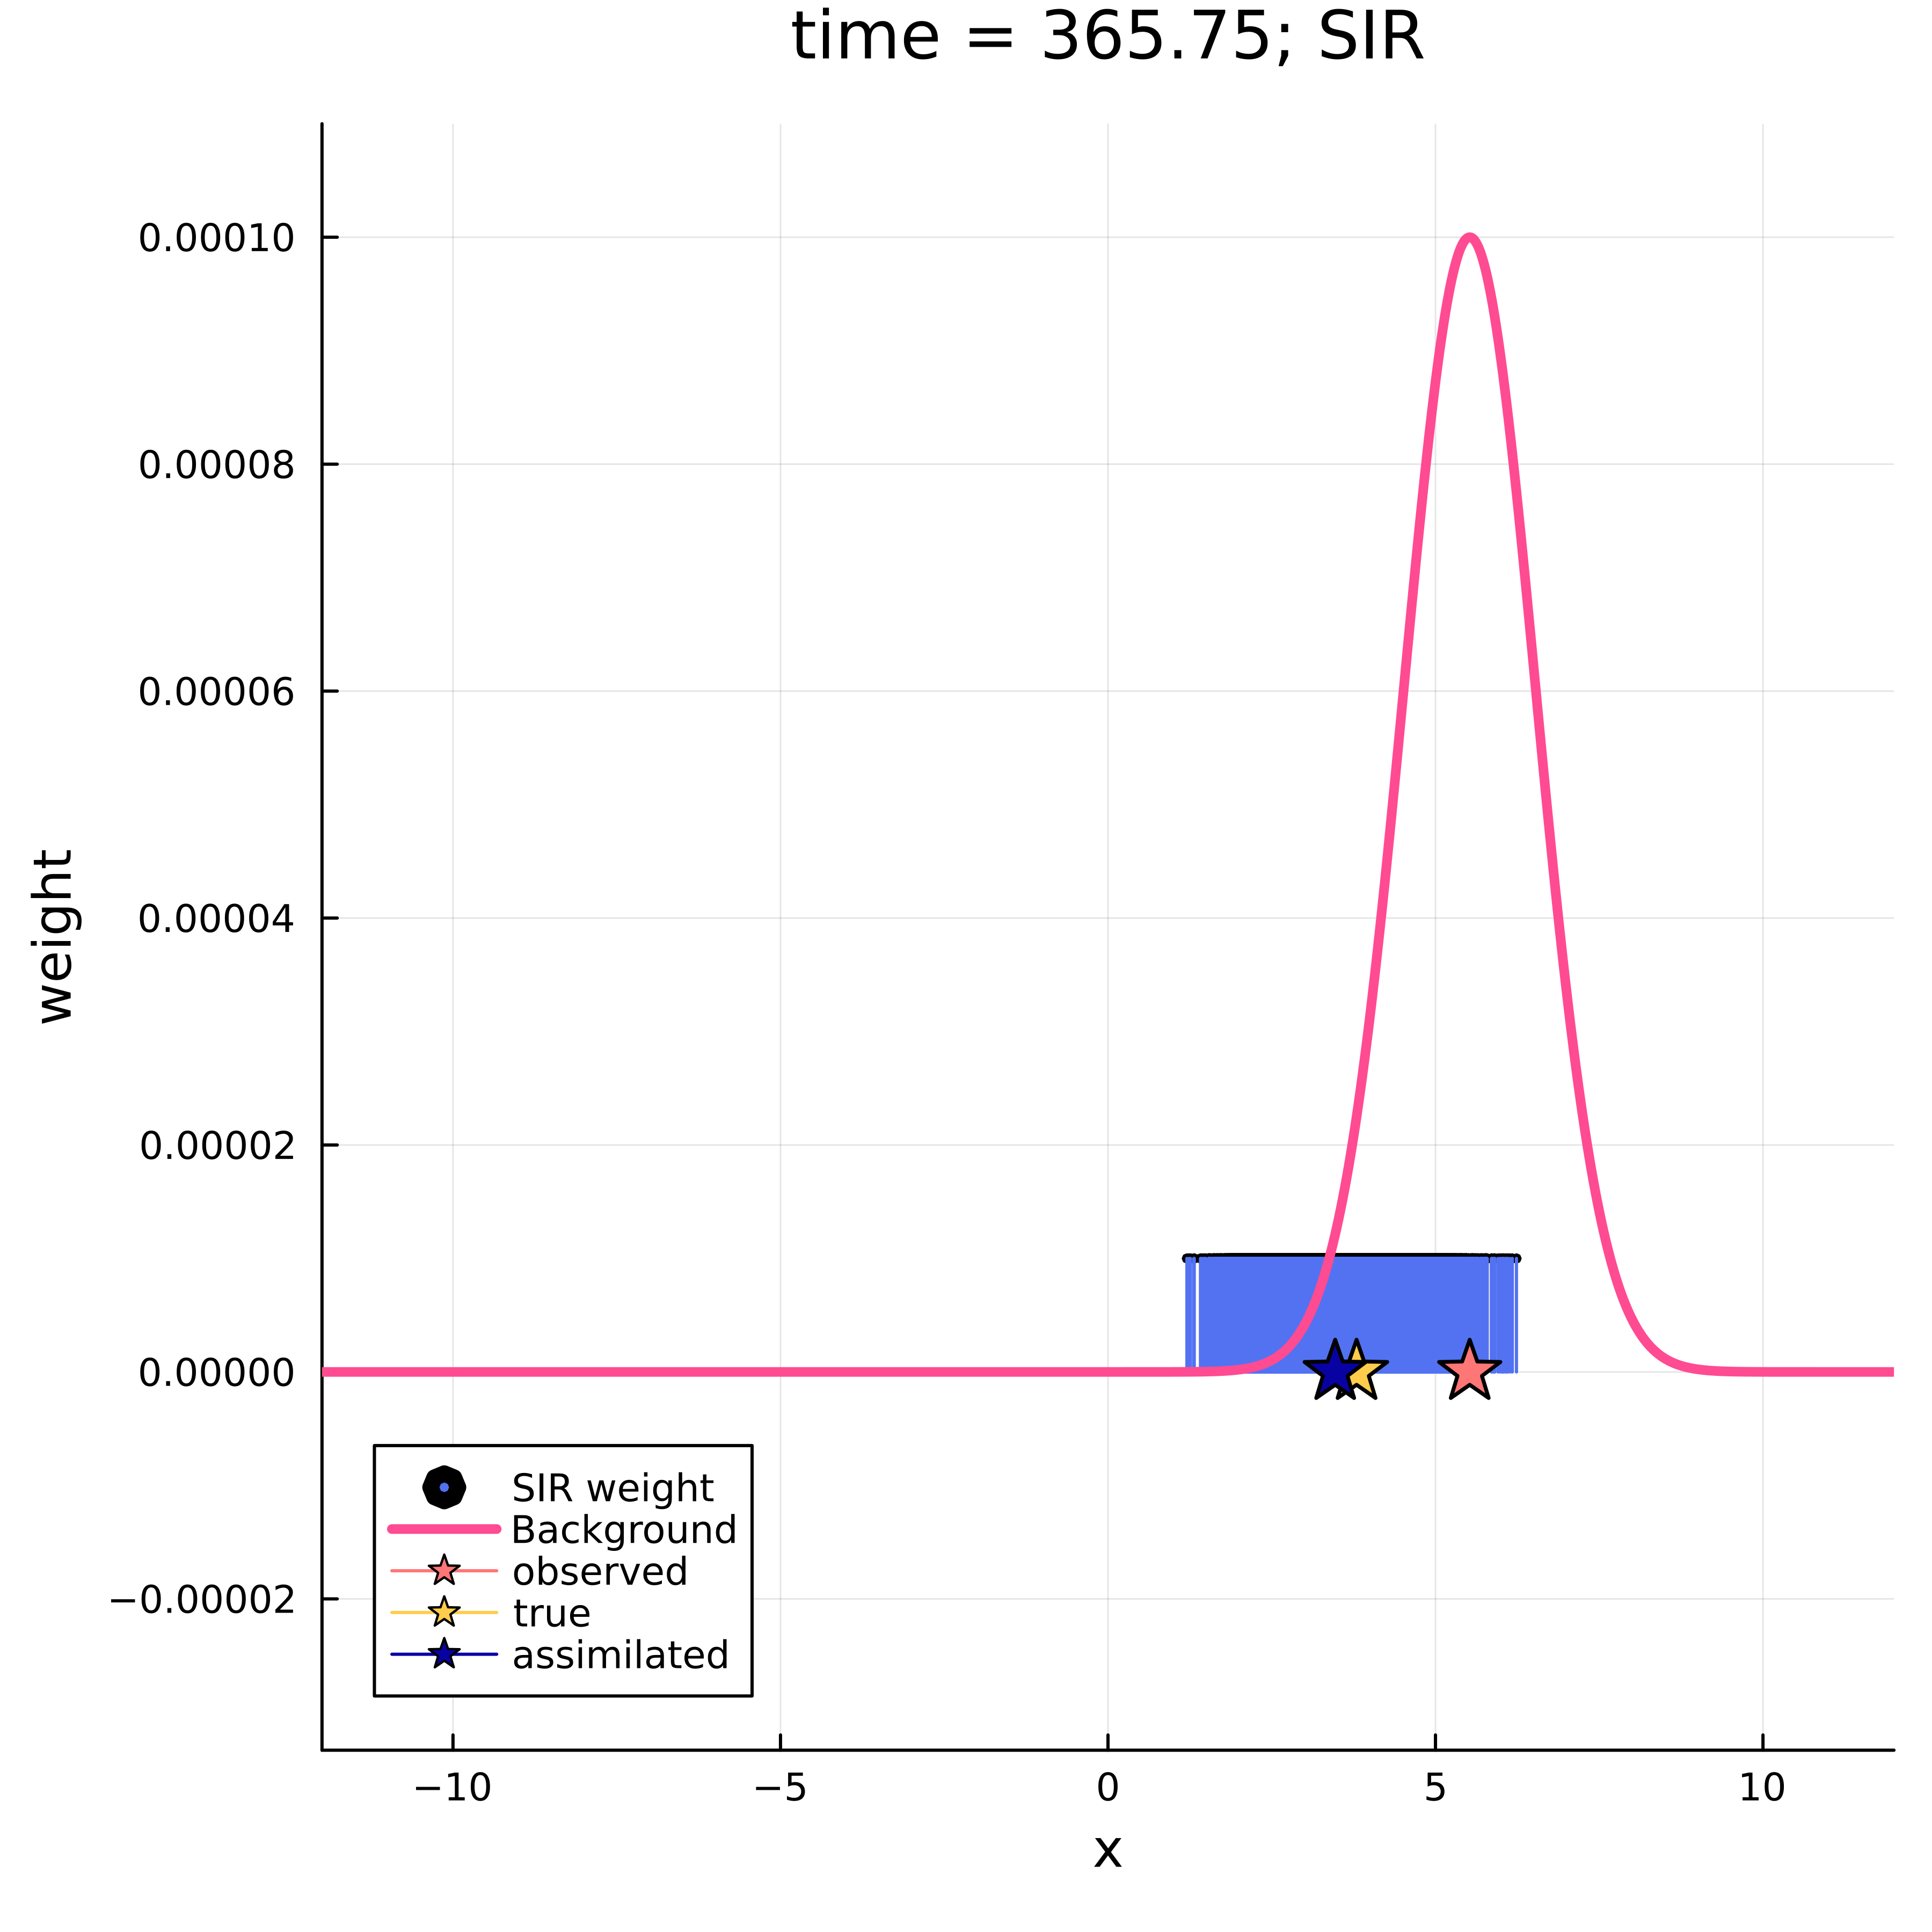 time = 365.75; SIR
weight
0.00010
0.00008
0.00006
0.00004
0.00002
0.00000
−0.00002
SIR weight
Background
observed
true
assimilated
−10
−5
0
5
10
x